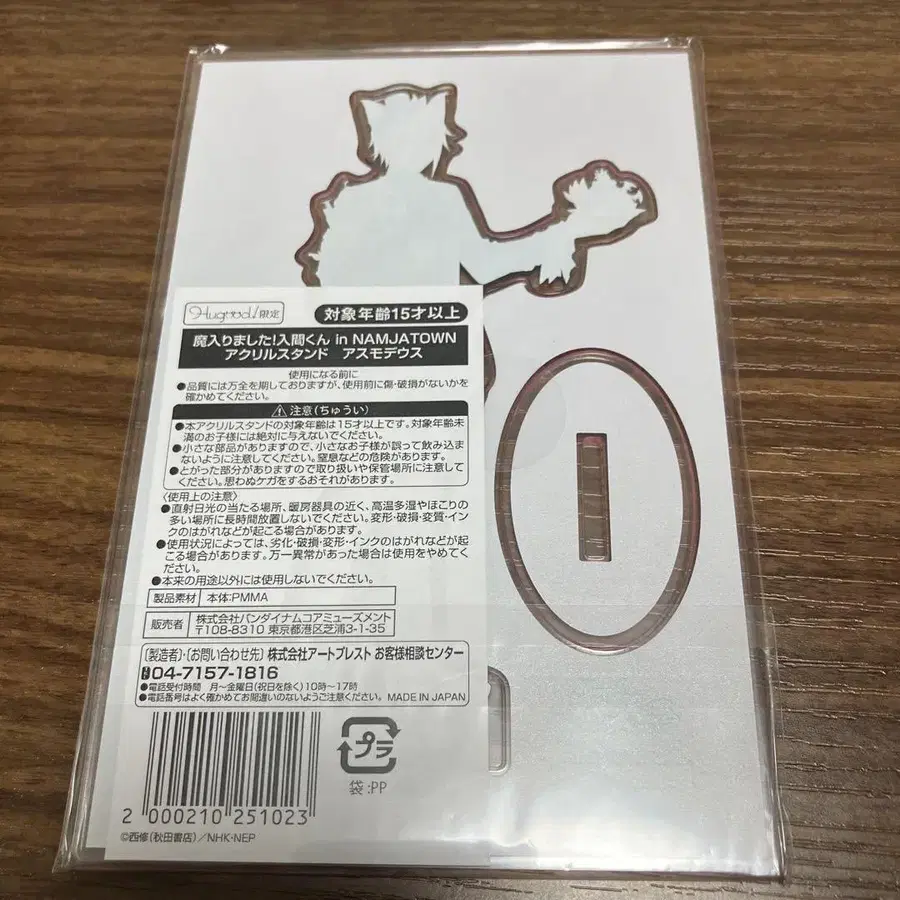 Hugood!限定
対象年齢15才以上
魔入りました!入間くん in NAMJATOWN
アクリルスタンド アスモデウス
使用になる前に
●品質には万全を期しておりますが、使用前に傷・破損がないかを
確かめてください。
⚠注意(ちゅうい)
●本アクリルスタンドの対象年齢は15才以上です。対象年齢未
満のお子様には絶対に与えないでください。
●小さな部品がありますので、小さなお子様が誤って飲み込ま
ないように注意してください。窒息などの危険があります。
●とがった部分がありますので取り扱いや保管場所に注意して
ください。思わぬケガをするおそれがあります。
〈使用上の注意〉
●直射日光の当たる場所、暖房器具の近く、高温多湿やほこりの
多い場所に長時間放置しないでください。変形・破損・変質・イン
クのはがれなどが起こる場合があります。
●使用状況によっては、劣化・破損・変形・インクのはがれなどが起
こる場合があります。万一異常があった場合は使用をやめてく
ださい。
●本来の用途以外には使用しないでください。
製品素材 本体:PMMA
販売者 株式会社バンダイナムコアミューズメント
〒108-8310 東京都港区芝浦3-1-35
〔製造者〕・〔お問い合わせ先〕株式会社アートプレスト お客様相談センター
04-7157-1816
●電話受付時間 月～金曜日(祝日を除く)10時～17時
●電話番号はよく確かめてお間違いのないようご注意ください。 MADE IN JAPAN
プラ
袋:PP
2 000210 251023
©西修(秋田書店)/NHK・NEP